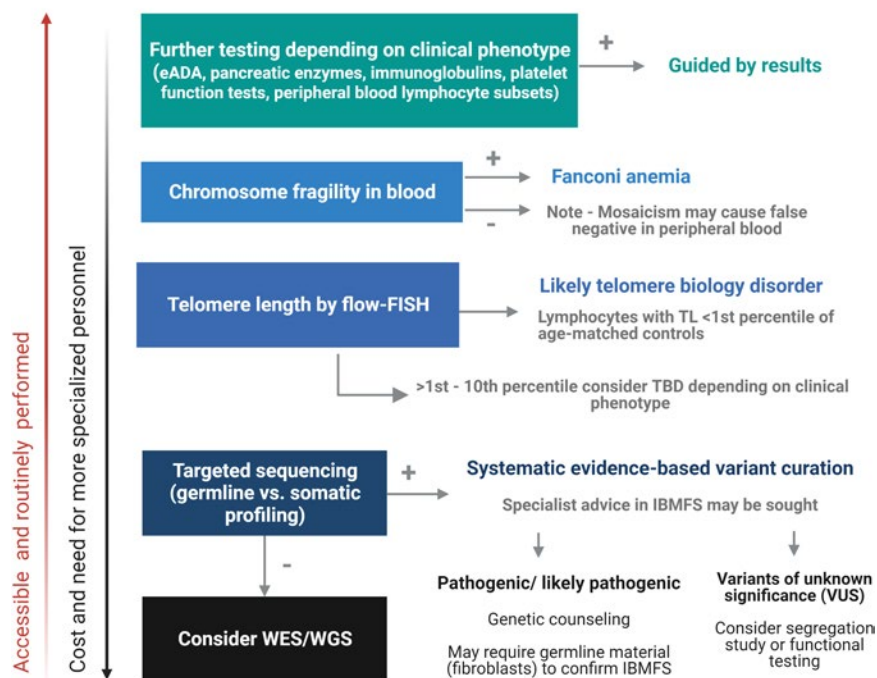 Accessible and routinely performed
Cost and need for more specialized personnel
Further testing depending on clinical phenotype
(eADA, pancreatic enzymes, immunoglobulins, platelet
function tests, peripheral blood lymphocyte subsets)
+
Guided by results
Chromosome fragility in blood
+
Fanconi anemia
-
Note - Mosaicism may cause false
negative in peripheral blood
Telomere length by flow-FISH
Likely telomere biology disorder
Lymphocytes with TL <1st percentile of
age-matched controls
>1st - 10th percentile consider TBD depending on clinical
phenotype
Targeted sequencing
(germline vs. somatic
profiling)
+
Systematic evidence-based variant curation
Specialist advice in IBMFS may be sought
-
Consider WES/WGS
Pathogenic/ likely pathogenic
Genetic counseling
May require germline material
(fibroblasts) to confirm IBMFS
Variants of unknown
significance (VUS)
Consider segregation
study or functional
testing